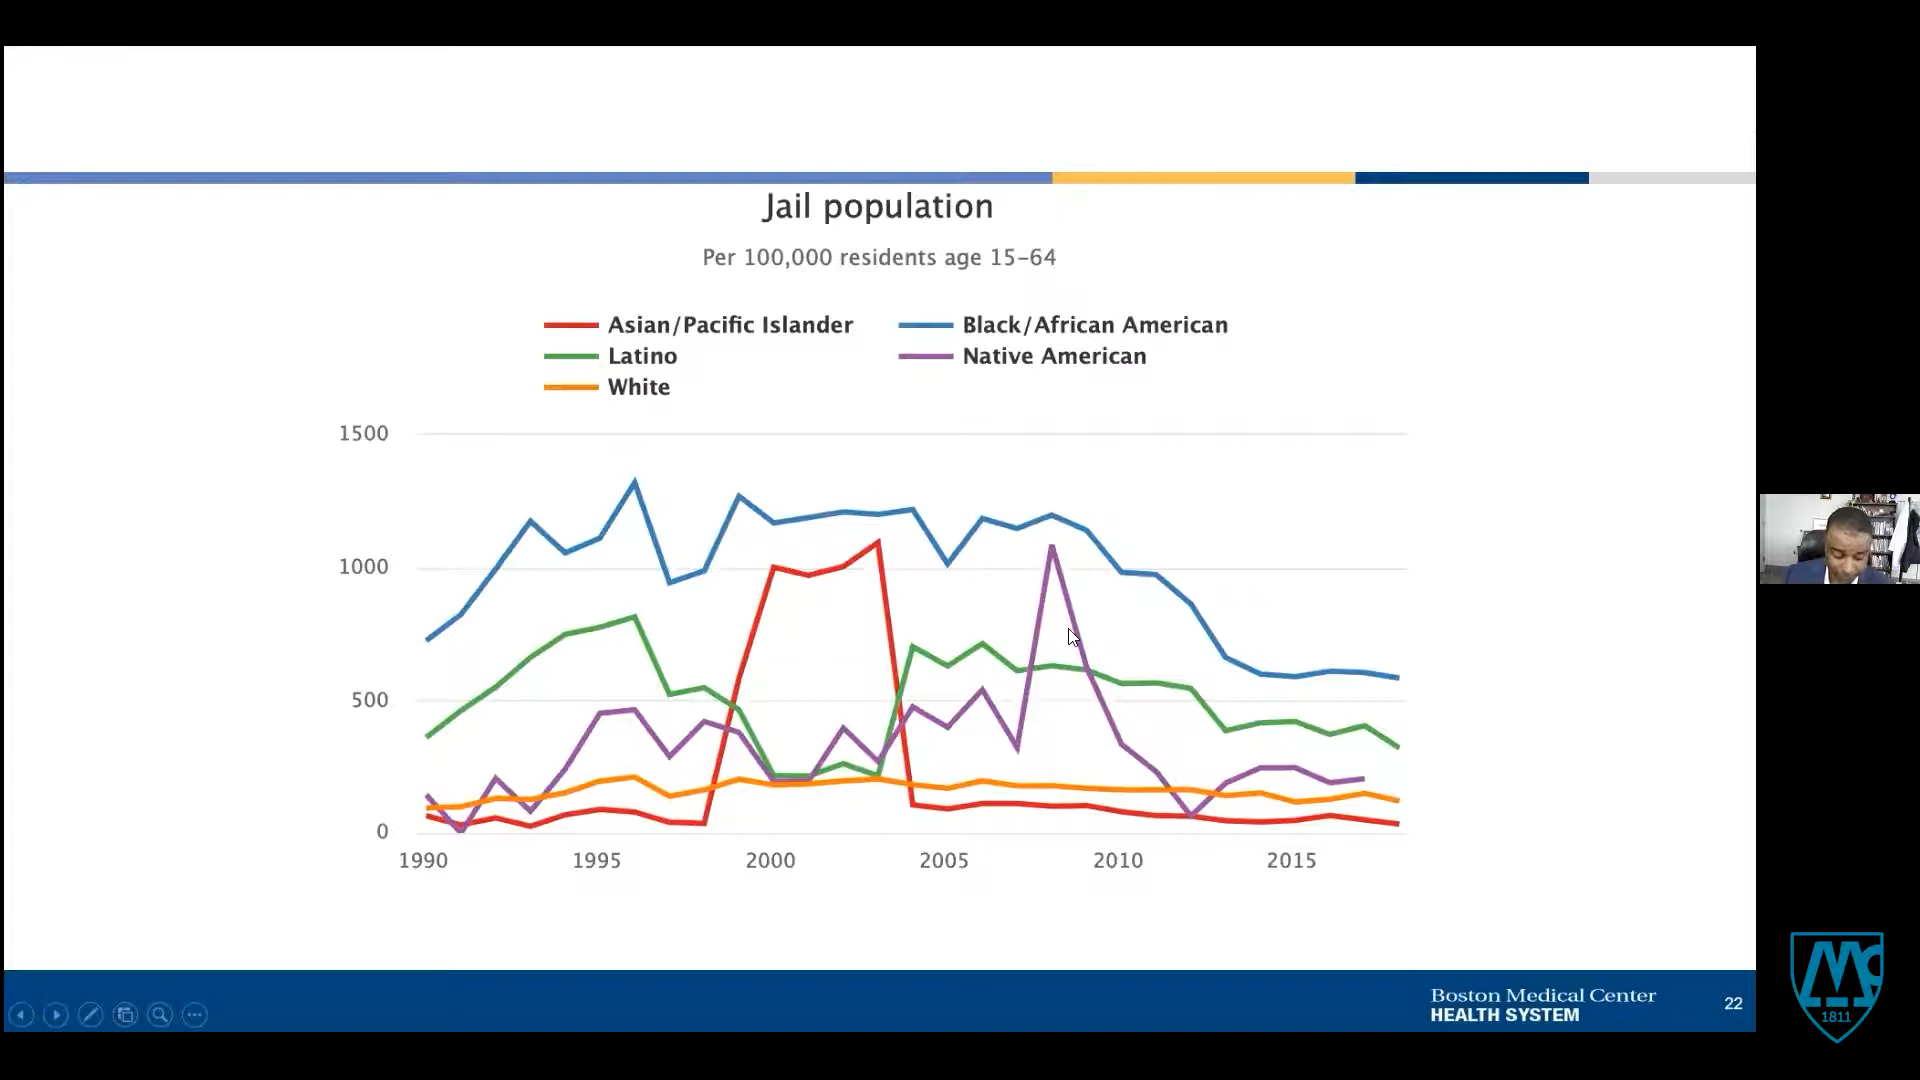 Jail population
Per 100,000 residents age 15–64
Asian/Pacific Islander
Black/African American
Latino
Native American
White
1500
1000
500
0
1990 1995 2000 2005 2010 2015
Boston Medical Center
HEALTH SYSTEM
22
1811